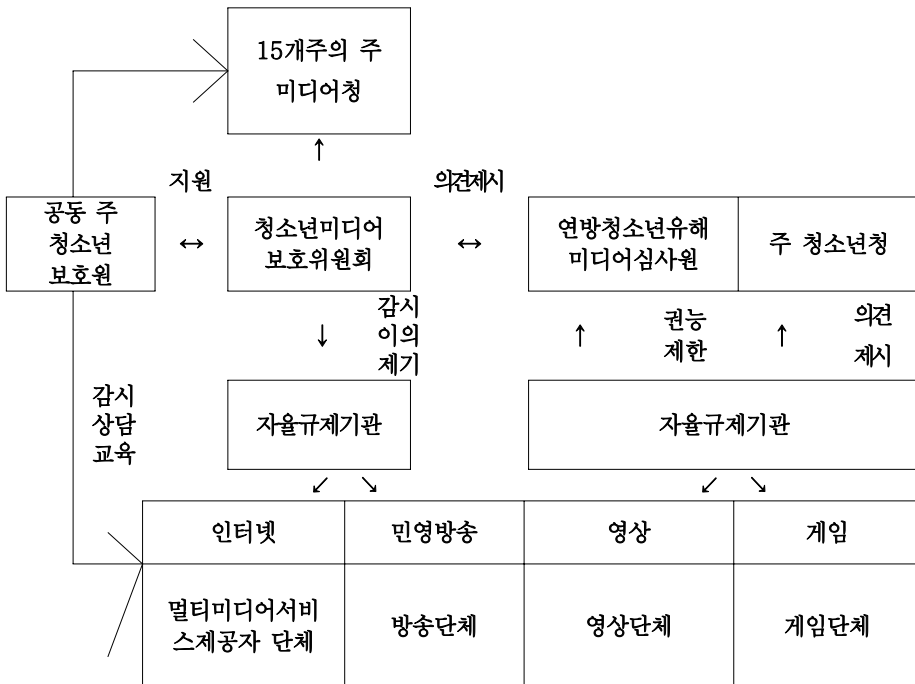 15개주의 주
미디어청
↑
지원
의견제시
공동 주
청소년
보호원
↔
청소년미디어
보호위원회
↔
연방청소년유해
미디어심사원
주 청소년청
↓
감시
이의
제기
↑
권능
제한
↑
의견
제시
감시
상담
교육
자율규제기관
자율규제기관
↙ ↘
↙ ↘
인터넷
민영방송
영상
게임
멀티미디어서비
스제공자 단체
방송단체
영상단체
게임단체